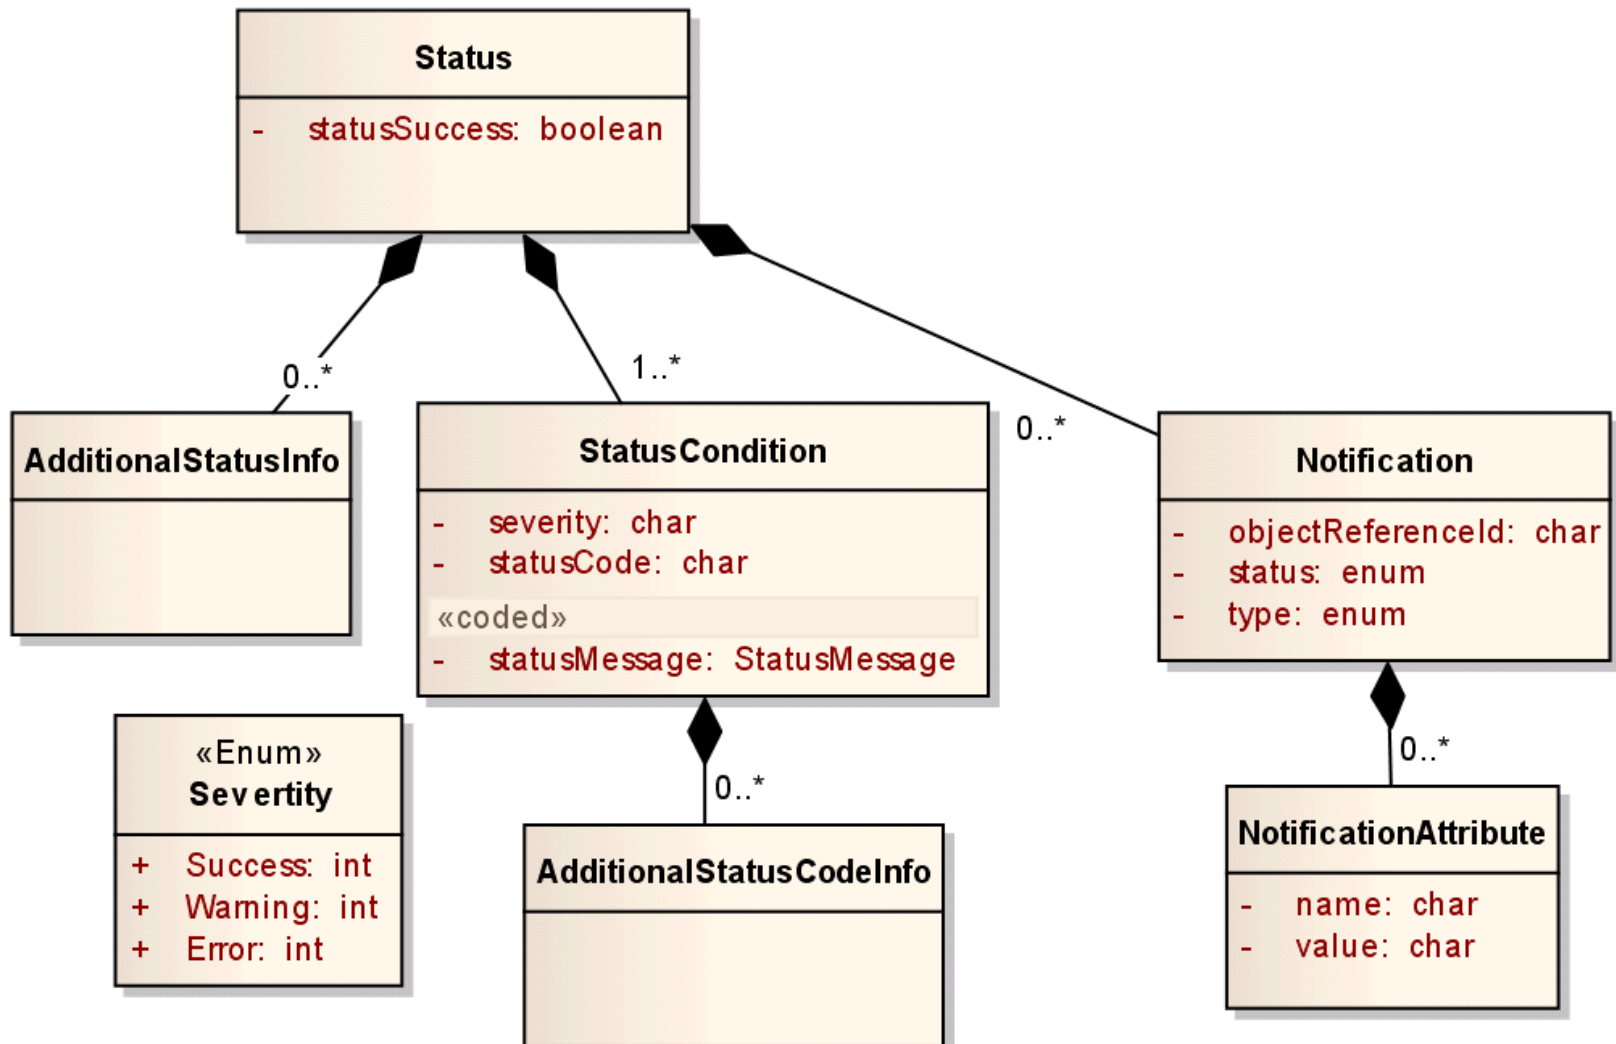 Status
- statusSuccess: boolean
0..*
1..*
0..*
AdditionalStatusInfo
StatusCondition
- severity: char
- statusCode: char
«coded»
- statusMessage: StatusMessage
Notification
- objectReferenceId: char
- status: enum
- type: enum
«Enum»
Severtity
+ Success: int
+ Warning: int
+ Error: int
0..*
AdditionalStatusCodeInfo
0..*
NotificationAttribute
- name: char
- value: char